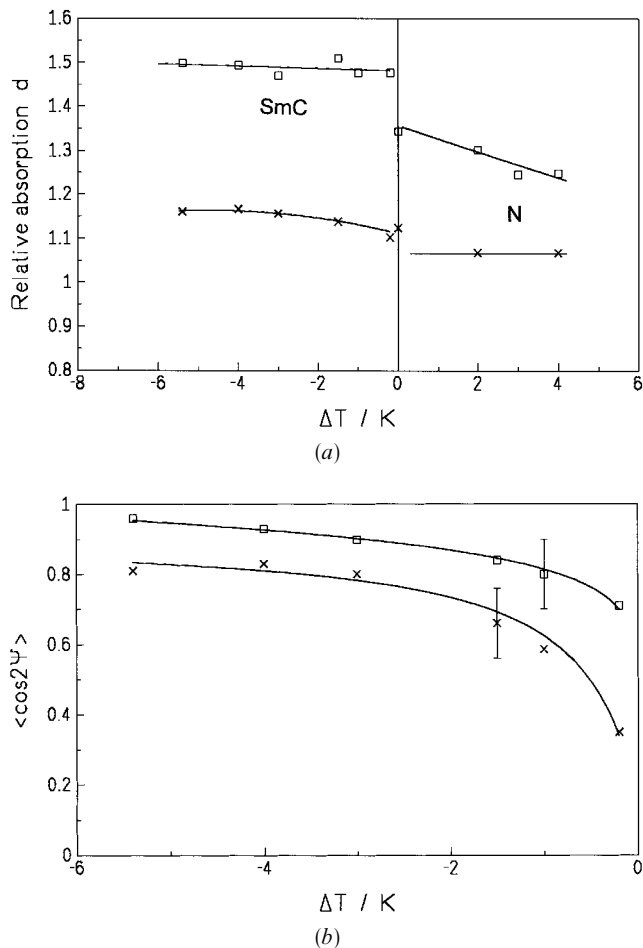 1.6
1.5
1.4
1.3
1.2
1.1
1
0.9
0.8
Relative absorption d
SmC
N
-8 -6 -4 -2 0 2 4 6
ΔT / K
(a)
1
0.8
0.6
0.4
0.2
0
<cos2Ψ>
-6 -4 -2 0
ΔT / K
(b)